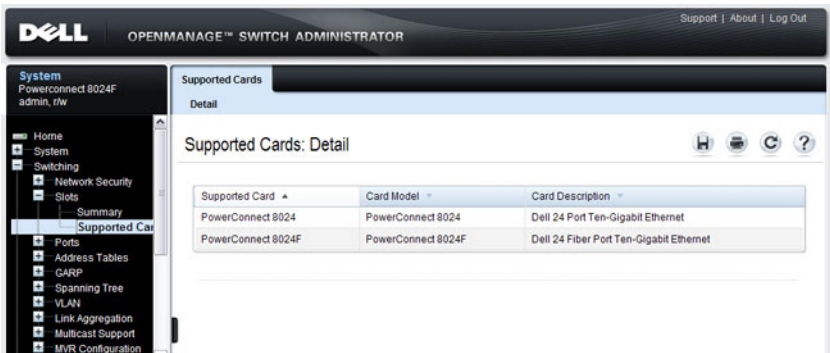 Support | About | Log Out
DELL
OPENMANAGE™ SWITCH ADMINISTRATOR
System
Powerconnect 8024F
admin, r/w
Home
System
Switching
Network Security
Slots
Summary
Supported Car
Ports
Address Tables
GARP
Spanning Tree
VLAN
Link Aggregation
Multicast Support
MVR Configuration
Supported Cards
Detail
Supported Cards: Detail
?
Supported Card Card Model Card Description
PowerConnect 8024 PowerConnect 8024 Dell 24 Port Ten-Gigabit Ethernet
PowerConnect 8024F PowerConnect 8024F Dell 24 Fiber Port Ten-Gigabit Ethernet